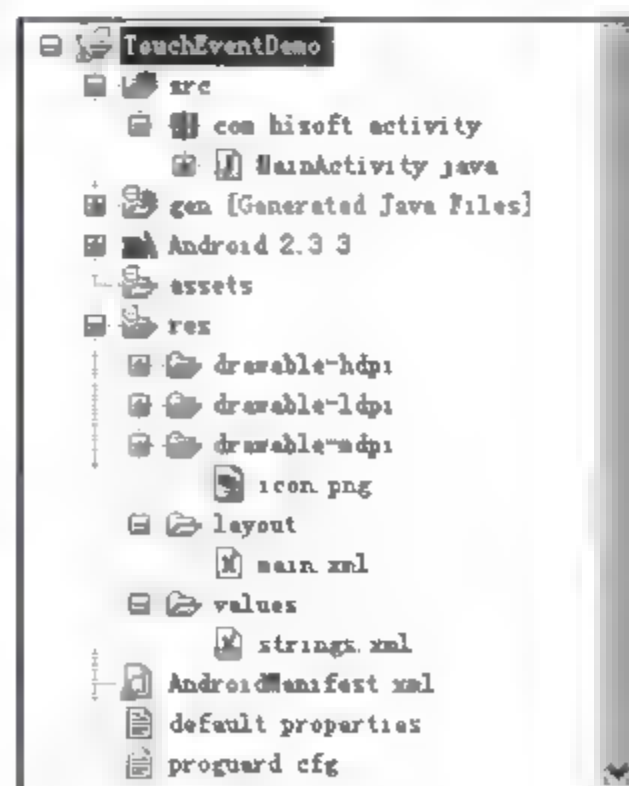 TouchEventDemo
src
com hisoft activity
MainActivity java
gen [Generated Java Files]
Android 2.3 3
assets
res
drawable-hdpi
drawable-ldpi
drawable-mdpi
icon.png
layout
main.xml
values
strings.xml
AndroidManifest xml
default properties
proguard cfg